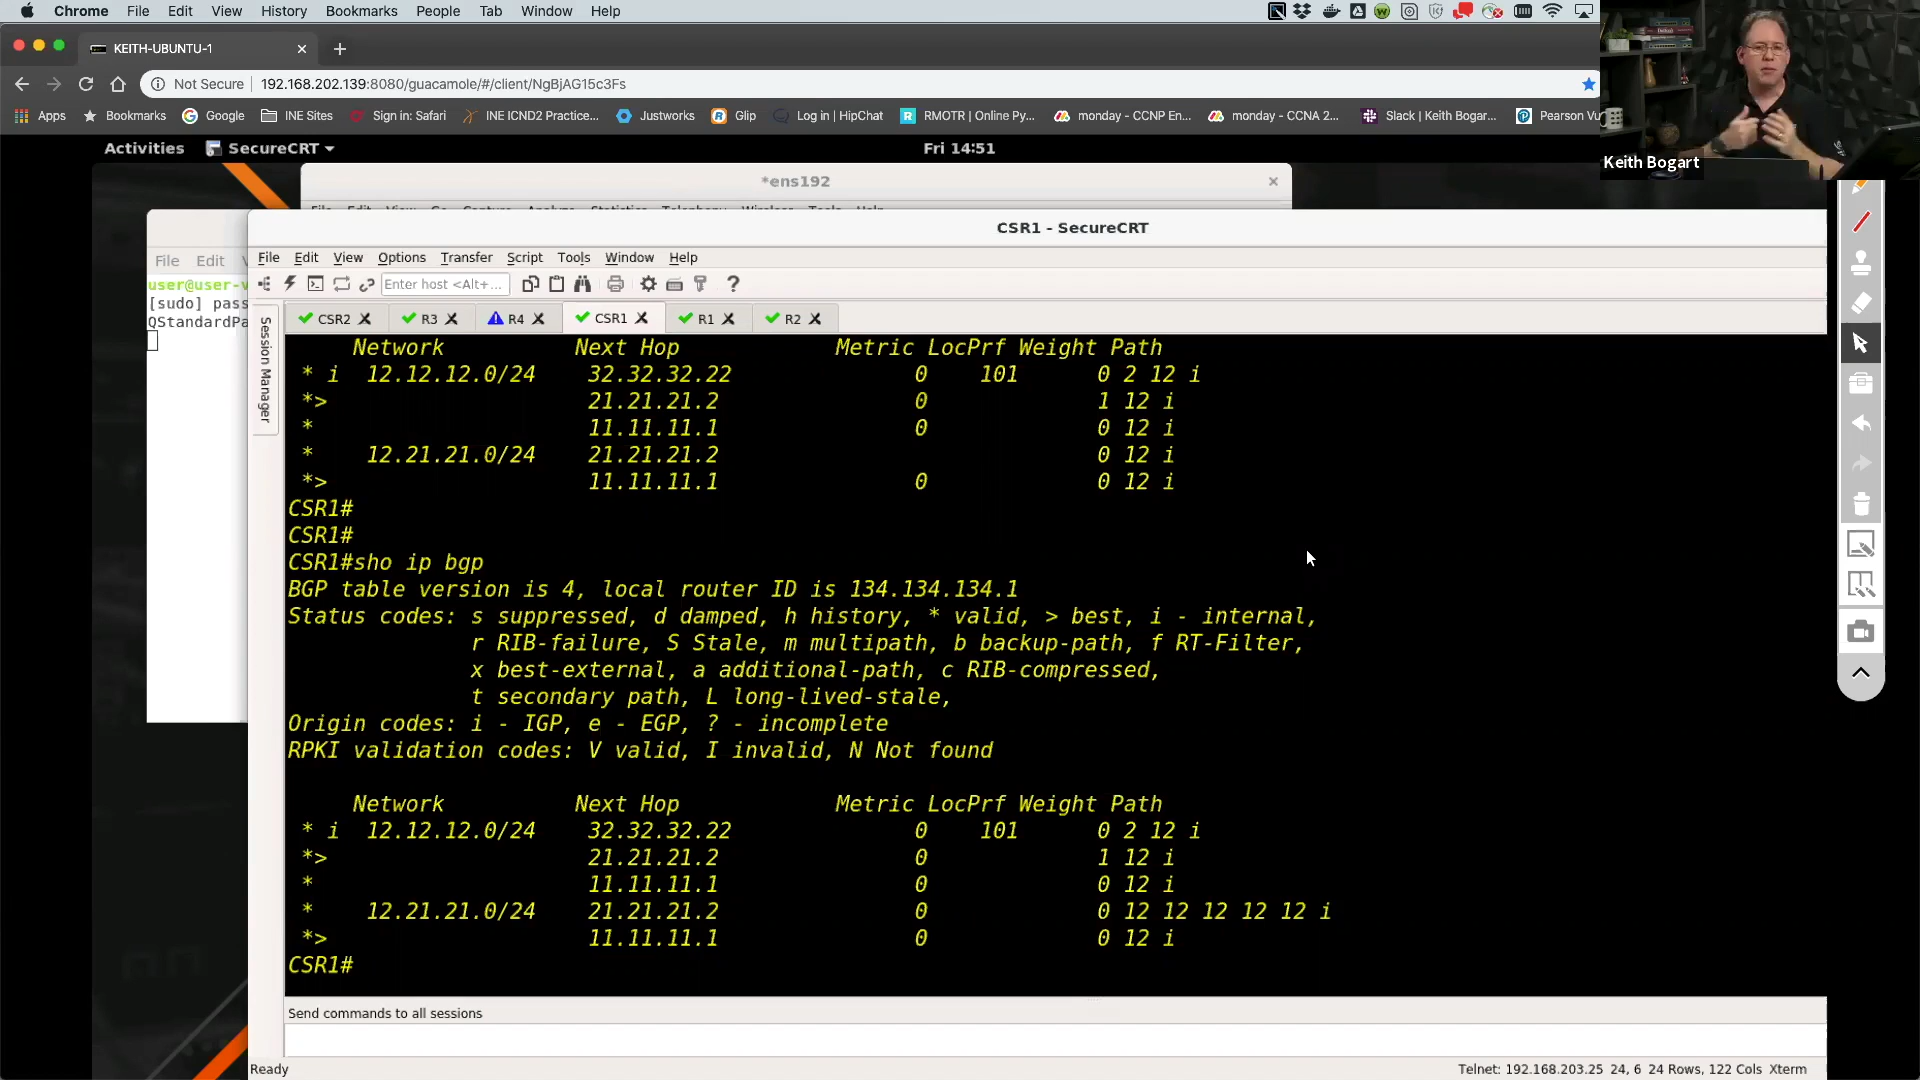 Chrome File Edit View History Bookmarks People Tab Window Help
KEITH-UBUNTU-1
Not Secure 192.168.202.139:8080/guacamole/#/client/NgBjAG15c3Fs
Apps Bookmarks Google INE Sites Sign in: Safari INE ICND2 Practice... Justworks Glip Log in | HipChat RMOTR | Online Py... monday - CCNP En... monday - CCNA 2... Slack | Keith Bogar... Pearson Vu
Keith Bogart
Activities SecureCRT Fri 14:51
*ens192
File Edit View Go Capture Analyze Statistics Telephony Wireless Tools Help
CSR1 - SecureCRT
File Edit V
user@user-v
[sudo] pass
QStandardPa
File Edit View Options Transfer Script Tools Window Help
Enter host <Alt+...
Session Manager
CSR2 R3 R4 CSR1 R1 R2
Network Next Hop Metric LocPrf Weight Path
* i 12.12.12.0/24 32.32.32.22 0 101 0 2 12 i
*> 21.21.21.2 0 1 12 i
* 11.11.11.1 0 0 12 i
* 12.21.21.0/24 21.21.21.2 0 12 i
*> 11.11.11.1 0 0 12 i
CSR1#
CSR1#
CSR1#sho ip bgp
BGP table version is 4, local router ID is 134.134.134.1
Status codes: s suppressed, d damped, h history, * valid, > best, i - internal,
r RIB-failure, S Stale, m multipath, b backup-path, f RT-Filter,
x best-external, a additional-path, c RIB-compressed,
t secondary path, L long-lived-stale,
Origin codes: i - IGP, e - EGP, ? - incomplete
RPKI validation codes: V valid, I invalid, N Not found
Network Next Hop Metric LocPrf Weight Path
* i 12.12.12.0/24 32.32.32.22 0 101 0 2 12 i
*> 21.21.21.2 0 1 12 i
* 11.11.11.1 0 0 12 i
* 12.21.21.0/24 21.21.21.2 0 0 12 12 12 12 12 i
*> 11.11.11.1 0 0 12 i
CSR1#
Send commands to all sessions
Ready Telnet: 192.168.203.25 24, 6 24 Rows, 122 Cols Xterm